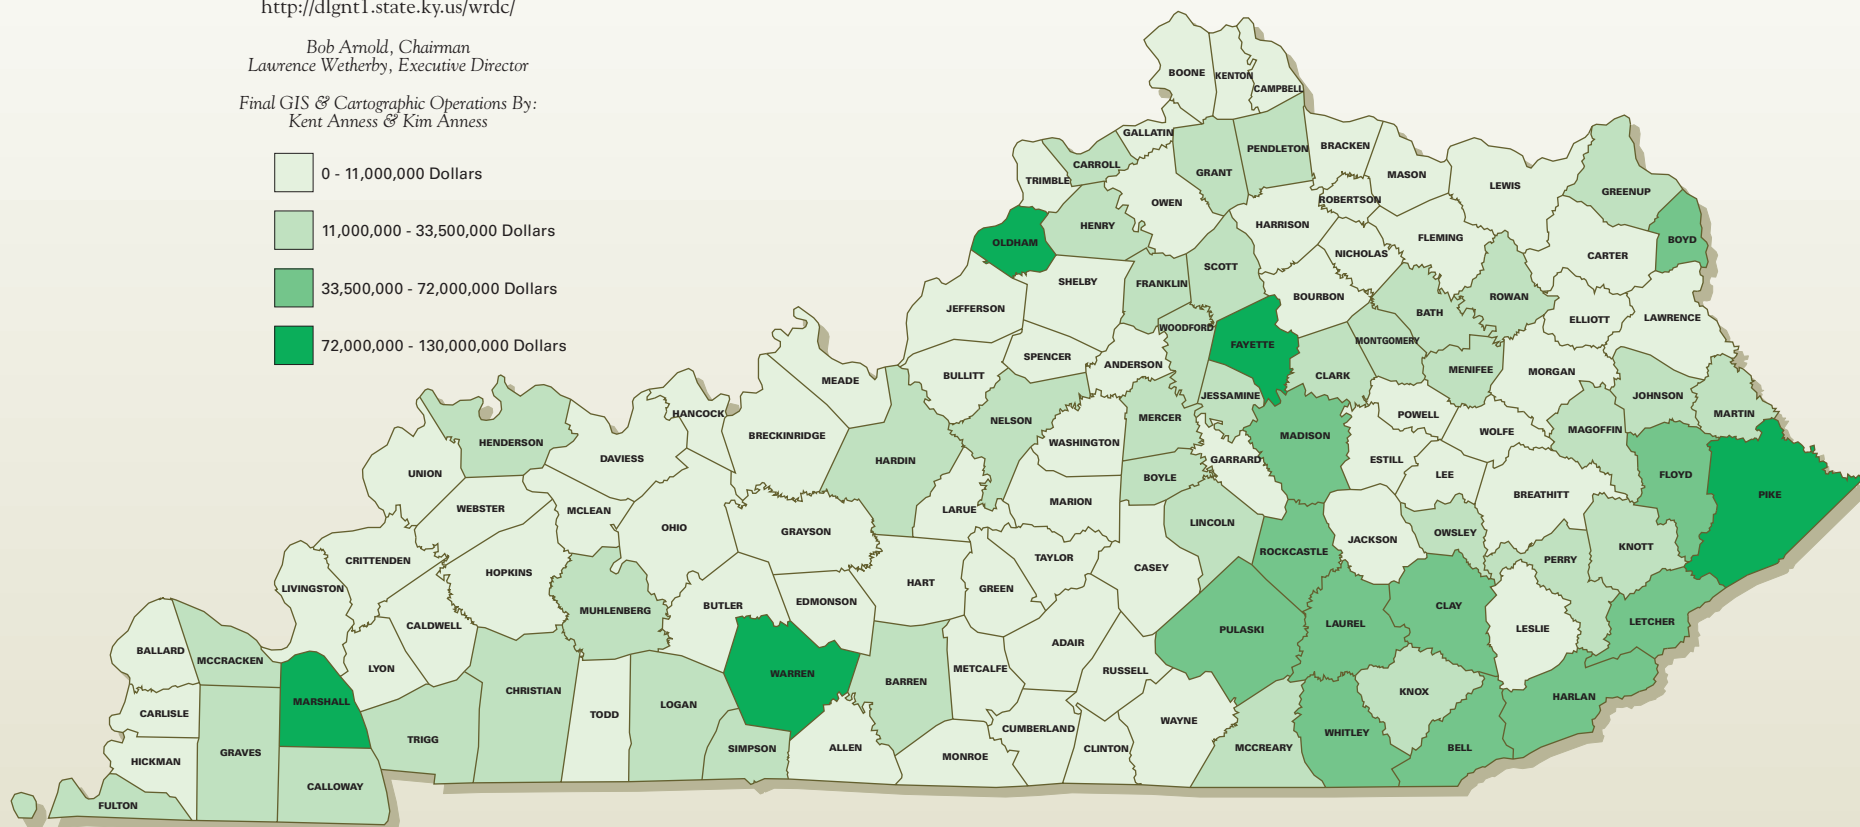 http://dlgnt1.state.ky.us/wrdc/
Bob Arnold, Chairman
Lawrence Wetherby, Executive Director
Final GIS & Cartographic Operations By:
Kent Anness & Kim Anness
0 - 11,000,000 Dollars
11,000,000 - 33,500,000 Dollars
33,500,000 - 72,000,000 Dollars
72,000,000 - 130,000,000 Dollars
BOONE
KENTON
CAMPBELL
GALLATIN
CARROLL
TRIMBLE
GRANT
PENDLETON
BRACKEN
MASON
ROBERTSON
LEWIS
GREENUP
BOYD
OWEN
HENRY
OLDHAM
HARRISON
FLEMING
NICHOLAS
CARTER
SCOTT
SHELBY
FRANKLIN
BOURBON
ROWAN
BATH
ELLIOTT
LAWRENCE
JEFFERSON
WOODFORD
FAYETTE
MONTGOMERY
SPENCER
ANDERSON
BULLITT
CLARK
MENIFEE
MORGAN
MEADE
JESSAMINE
JOHNSON
MARTIN
HANCOCK
NELSON
MERCER
POWELL
WOLFE
MAGOFFIN
BRECKINRIDGE
WASHINGTON
MADISON
HENDERSON
DAVIESS
HARDIN
GARRARD
ESTILL
LEE
FLOYD
PIKE
UNION
BOYLE
BREATHITT
WEBSTER
MCLEAN
LARUE
MARION
OHIO
GRAYSON
LINCOLN
JACKSON
OWSLEY
KNOTT
CRITTENDEN
TAYLOR
ROCKCASTLE
PERRY
HOPKINS
CASEY
LIVINGSTON
HART
GREEN
MUHLENBERG
BUTLER
EDMONSON
CLAY
CALDWELL
PULASKI
LAUREL
LESLIE
LETCHER
ADAIR
BALLARD
MCCRACKEN
LYON
METCALFE
RUSSELL
WARREN
BARREN
CHRISTIAN
KNOX
HARLAN
MARSHALL
LOGAN
CARLISLE
TODD
WAYNE
CUMBERLAND
WHITLEY
TRIGG
GRAVES
SIMPSON
ALLEN
MONROE
CLINTON
MCCREARY
BELL
HICKMAN
CALLOWAY
FULTON